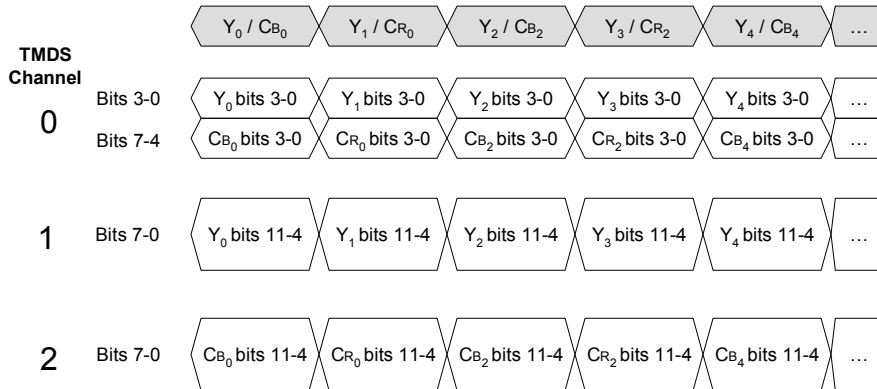 Y₀ / CB₀ Y₁ / CR₀ Y₂ / CB₂ Y₃ / CR₂ Y₄ / CB₄ ...
TMDS
Channel
0
Bits 3-0 Y₀ bits 3-0 Y₁ bits 3-0 Y₂ bits 3-0 Y₃ bits 3-0 Y₄ bits 3-0 ...
Bits 7-4 CB₀ bits 3-0 CR₀ bits 3-0 CB₂ bits 3-0 CR₂ bits 3-0 CB₄ bits 3-0 ...
1 Bits 7-0 Y₀ bits 11-4 Y₁ bits 11-4 Y₂ bits 11-4 Y₃ bits 11-4 Y₄ bits 11-4 ...
2 Bits 7-0 CB₀ bits 11-4 CR₀ bits 11-4 CB₂ bits 11-4 CR₂ bits 11-4 CB₄ bits 11-4 ...